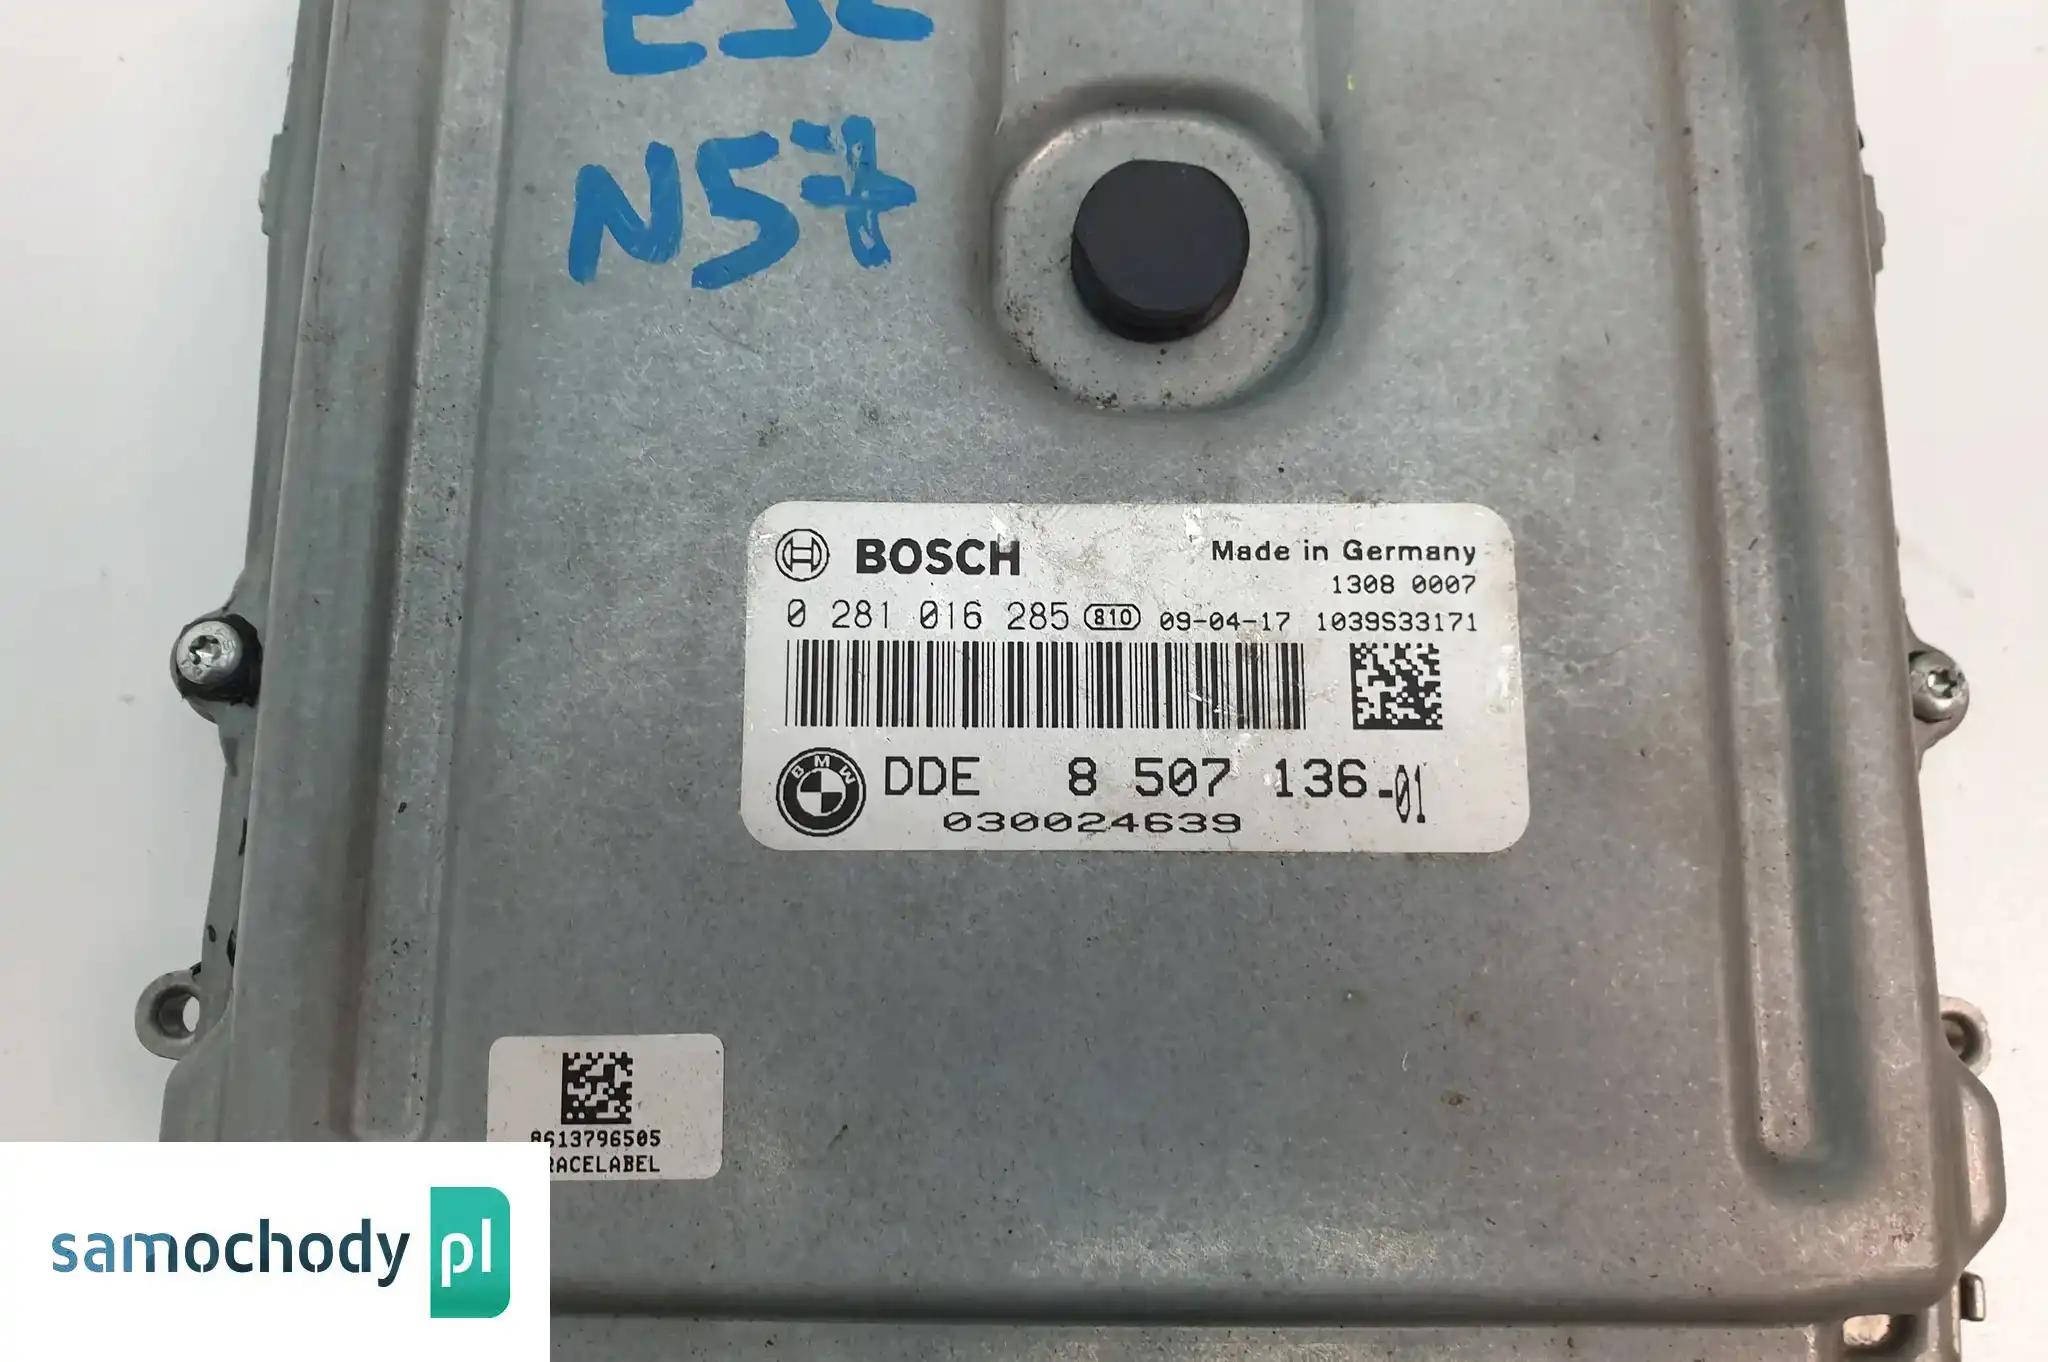 N57
BOSCH
Made in Germany
1308 0007
0 281 016 285 810 09-04-17 1039S33171
BMW
DDE 8 507 136-01
030024639
8613796505
RACELABEL
samochody pl